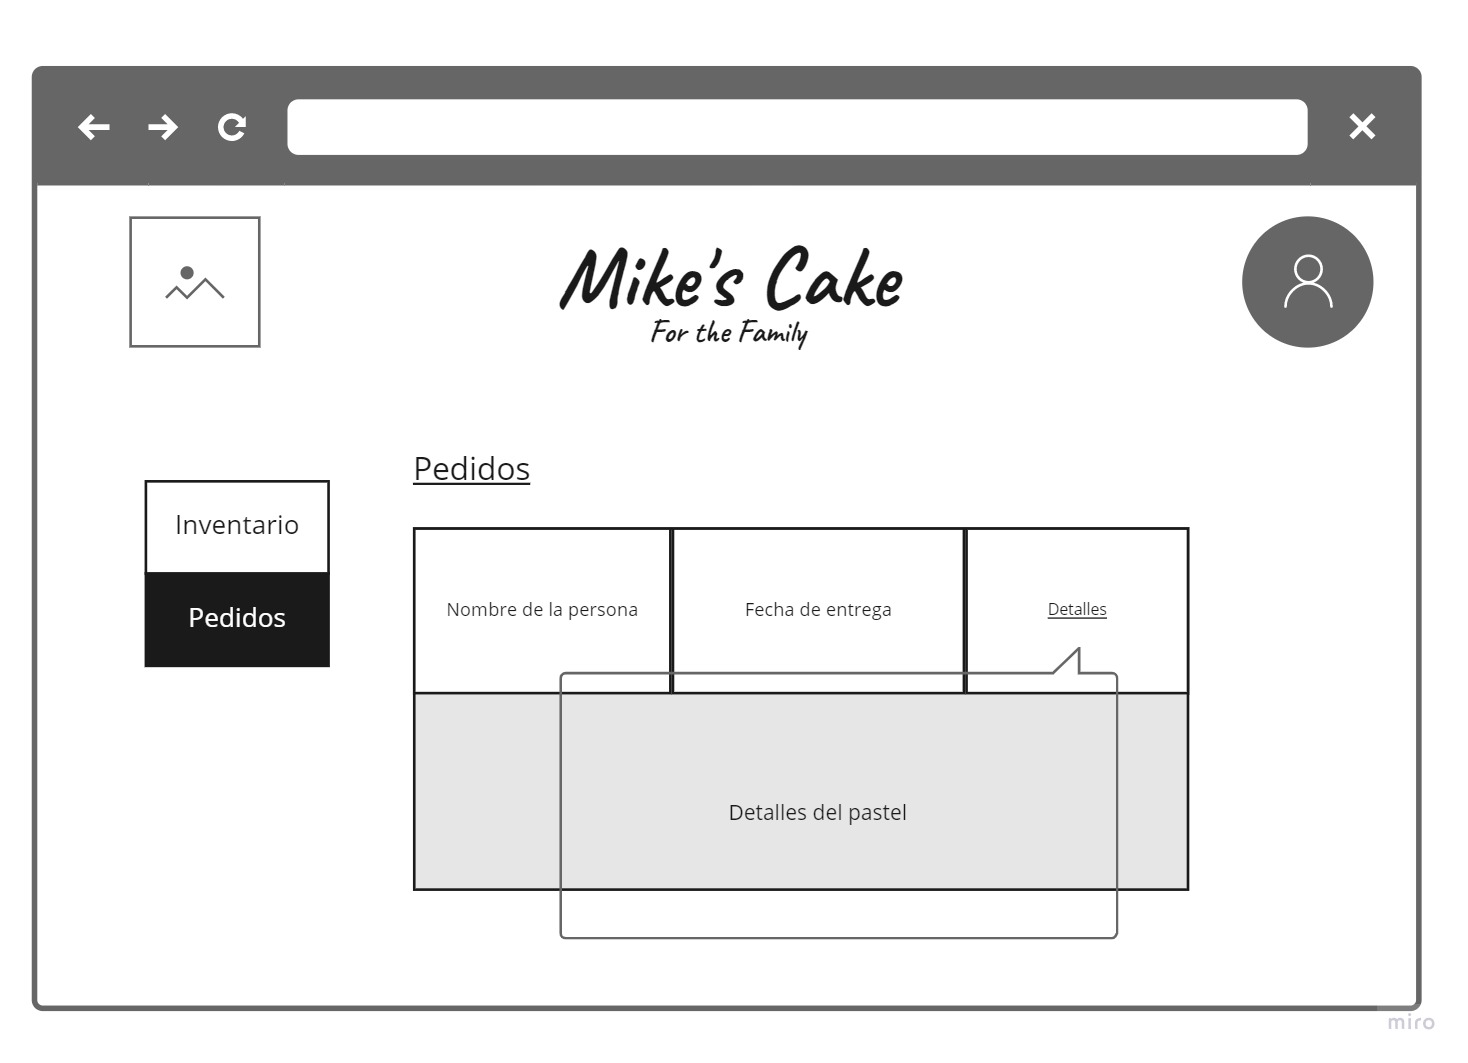 Mike's Cake
For the Family
Pedidos
Inventario
Pedidos
Nombre de la persona
Fecha de entrega
Detalles
Detalles del pastel
miro